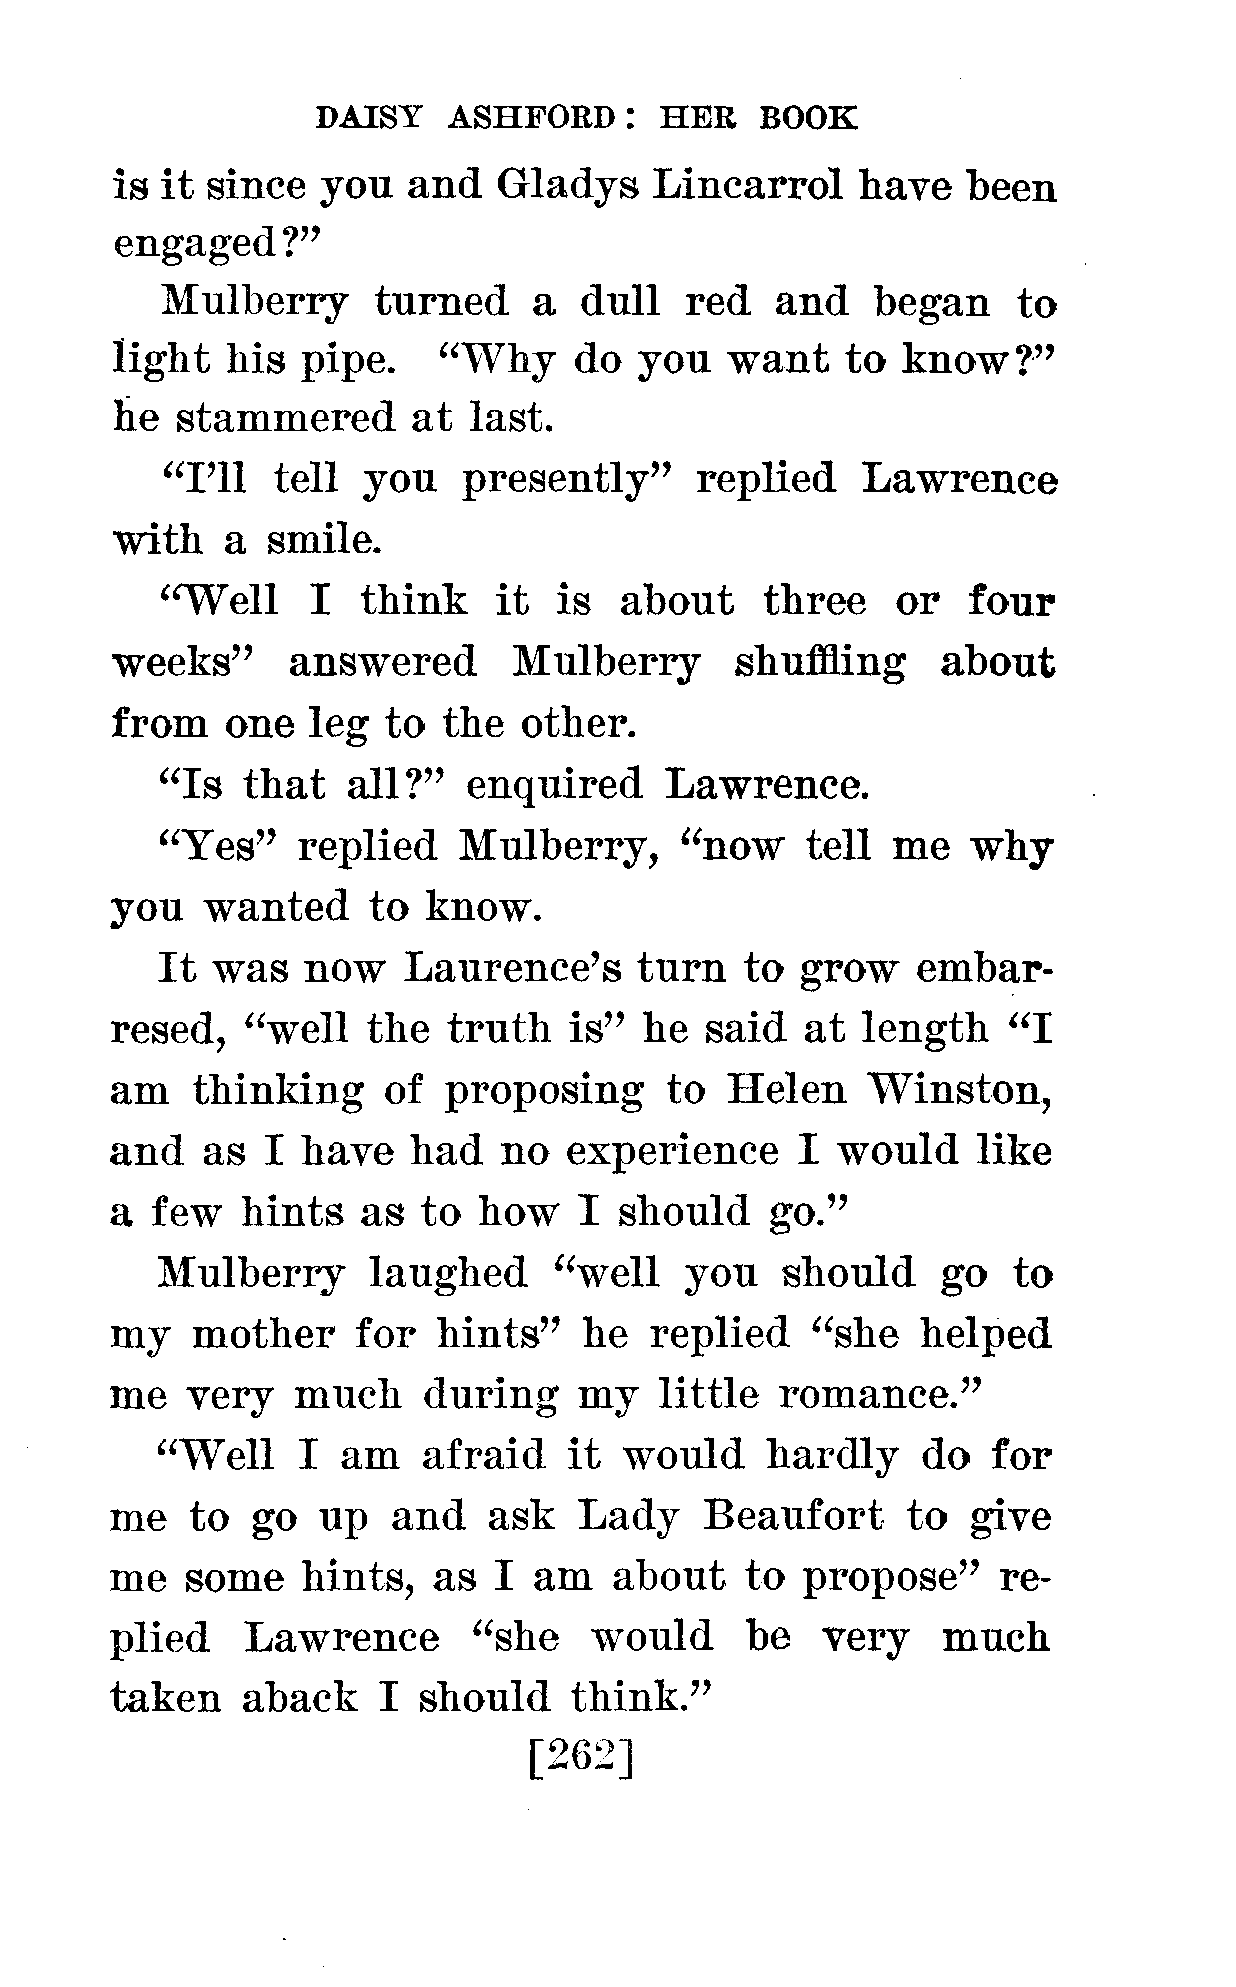 DAISY ASHFORD: HER BOOK
is it since you and Gladys Lincarrol have been
engaged?"
Mulberry turned a dull red and began to
light his pipe. "Why do you want to know?"
he stammered at last.
"I'll tell you presently" replied Lawrence
with a smile.
"Well I think it is about three or four
weeks" answered Mulberry shuffling about
from one leg to the other.
"Is that all?" enquired Lawrence.
"Yes" replied Mulberry, "now tell me why
you wanted to know.
It was now Laurence's turn to grow embar-
resed, "well the truth is" he said at length "I
am thinking of proposing to Helen Winston,
and as I have had no experience I would like
a few hints as to how I should go."
Mulberry laughed "well you should go to
my mother for hints" he replied "she helped
me very much during my little romance."
"Well I am afraid it would hardly do for
me to go up and ask Lady Beaufort to give
me some hints, as I am about to propose" re-
plied Lawrence "she would be very much
taken aback I should think."
[262]